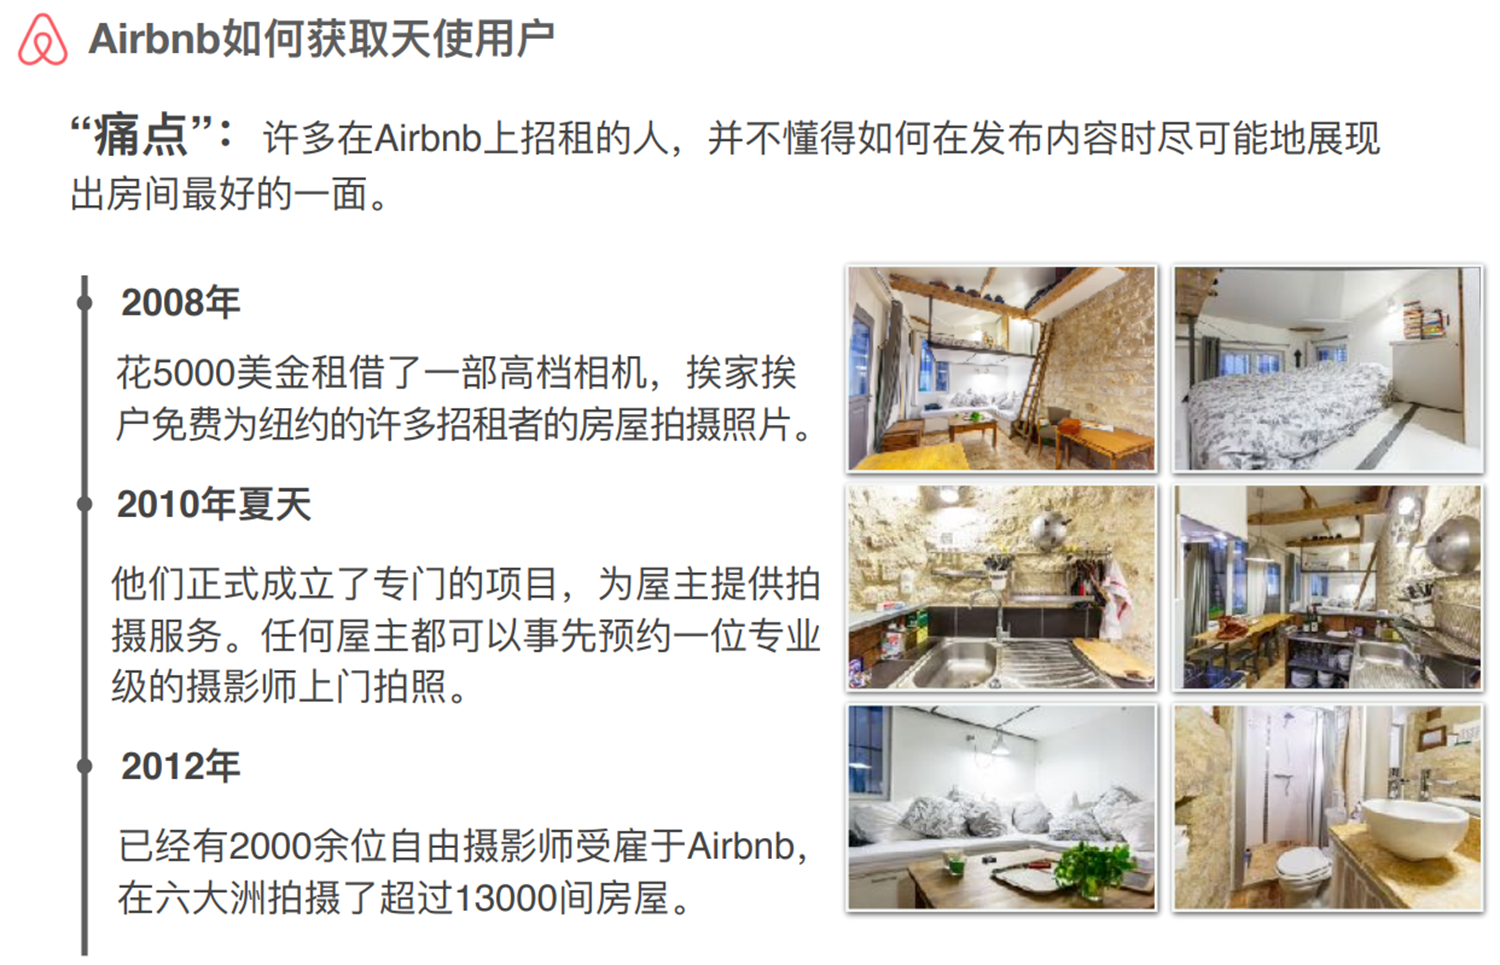 Airbnb如何获取天使用户
“痛点”：许多在Airbnb上招租的人，并不懂得如何在发布内容时尽可能地展现
出房间最好的一面。
2008年
花5000美金租借了一部高档相机，挨家挨
户免费为纽约的许多招租者的房屋拍摄照片。
2010年夏天
他们正式成立了专门的项目，为屋主提供拍
摄服务。任何屋主都可以事先预约一位专业
级的摄影师上门拍照。
2012年
已经有2000余位自由摄影师受雇于Airbnb，
在六大洲拍摄了超过13000间房屋。